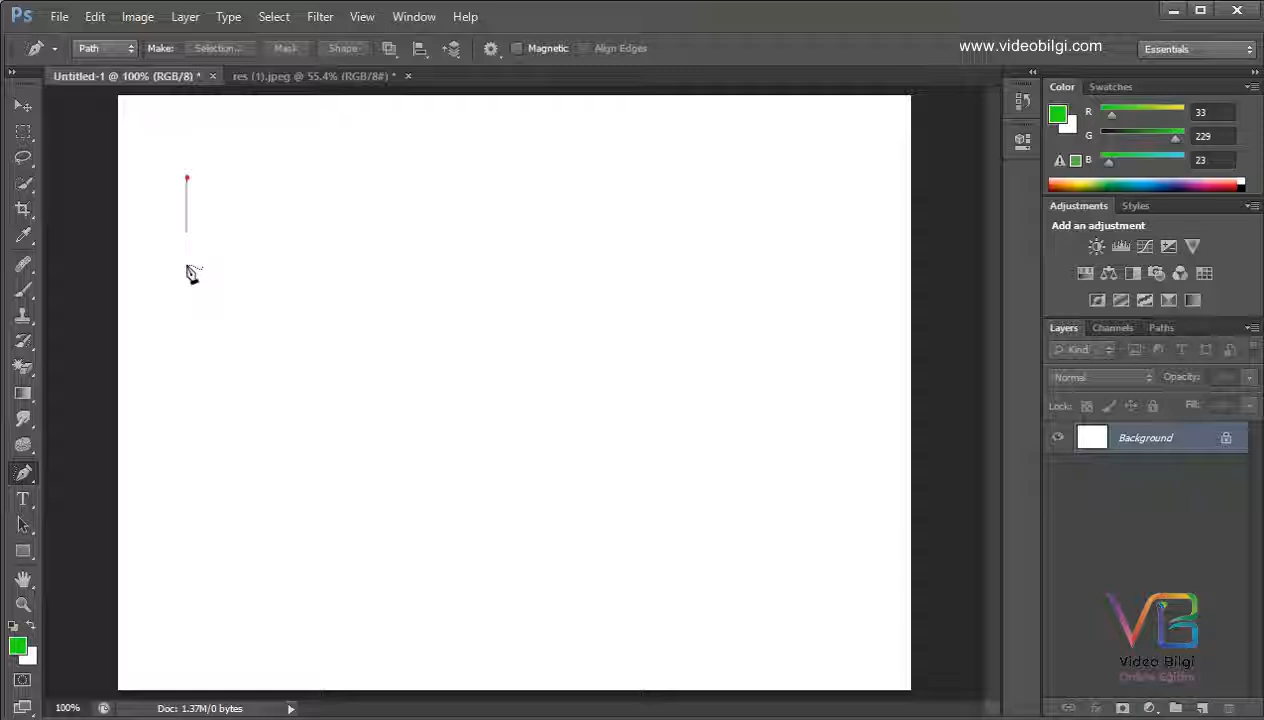 Ps File Edit Image Layer Type Select Filter View Window Help
Path Make: Selection... Mask Shape Magnetic Align Edges www.videobilgi.com Essentials
Untitled-1 @ 100% (RGB/8) * × res (1).jpeg @ 55.4% (RGB/8#) * ×
Color Swatches
R 33
G 229
B 23
Adjustments Styles
Add an adjustment
Layers Channels Paths
Kind
Normal Opacity:
Lock: Fill:
Background
VB
Video Bilgi
Online Eğitim
100% Doc: 1.37M/0 bytes